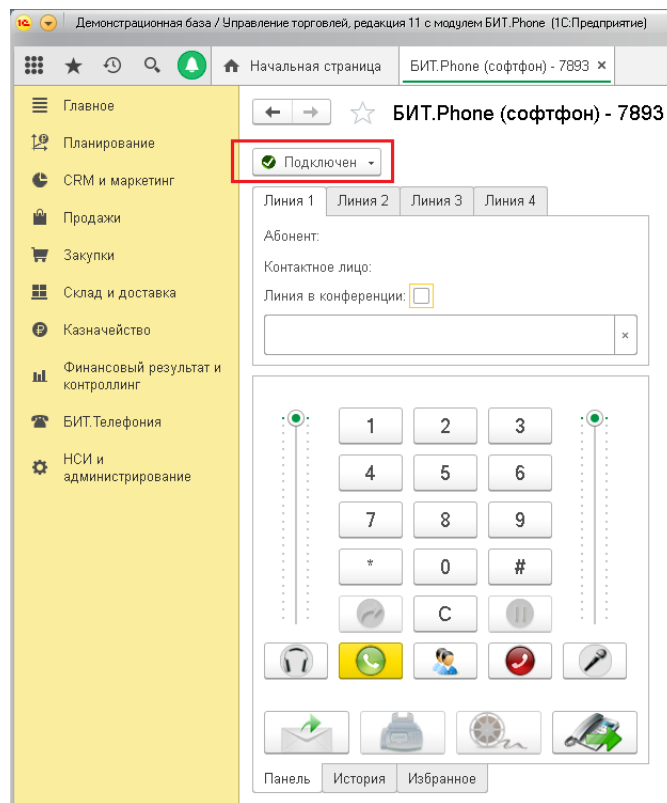 Демонстрационная база / Управление торговлей, редакция 11 с модулем БИТ.Phone (1С:Предприятие)
Начальная страница
БИТ.Phone (софтфон) - 7893 ×
Главное
Планирование
CRM и маркетинг
Продажи
Закупки
Склад и доставка
Казначейство
Финансовый результат и
контроллинг
БИТ.Телефония
НСИ и
администрирование
БИТ.Phone (софтфон) - 7893
Подключен
Линия 1 Линия 2 Линия 3 Линия 4
Абонент:
Контактное лицо:
Линия в конференции:
×
1 2 3
4 5 6
7 8 9
* 0 #
C
Панель История Избранное